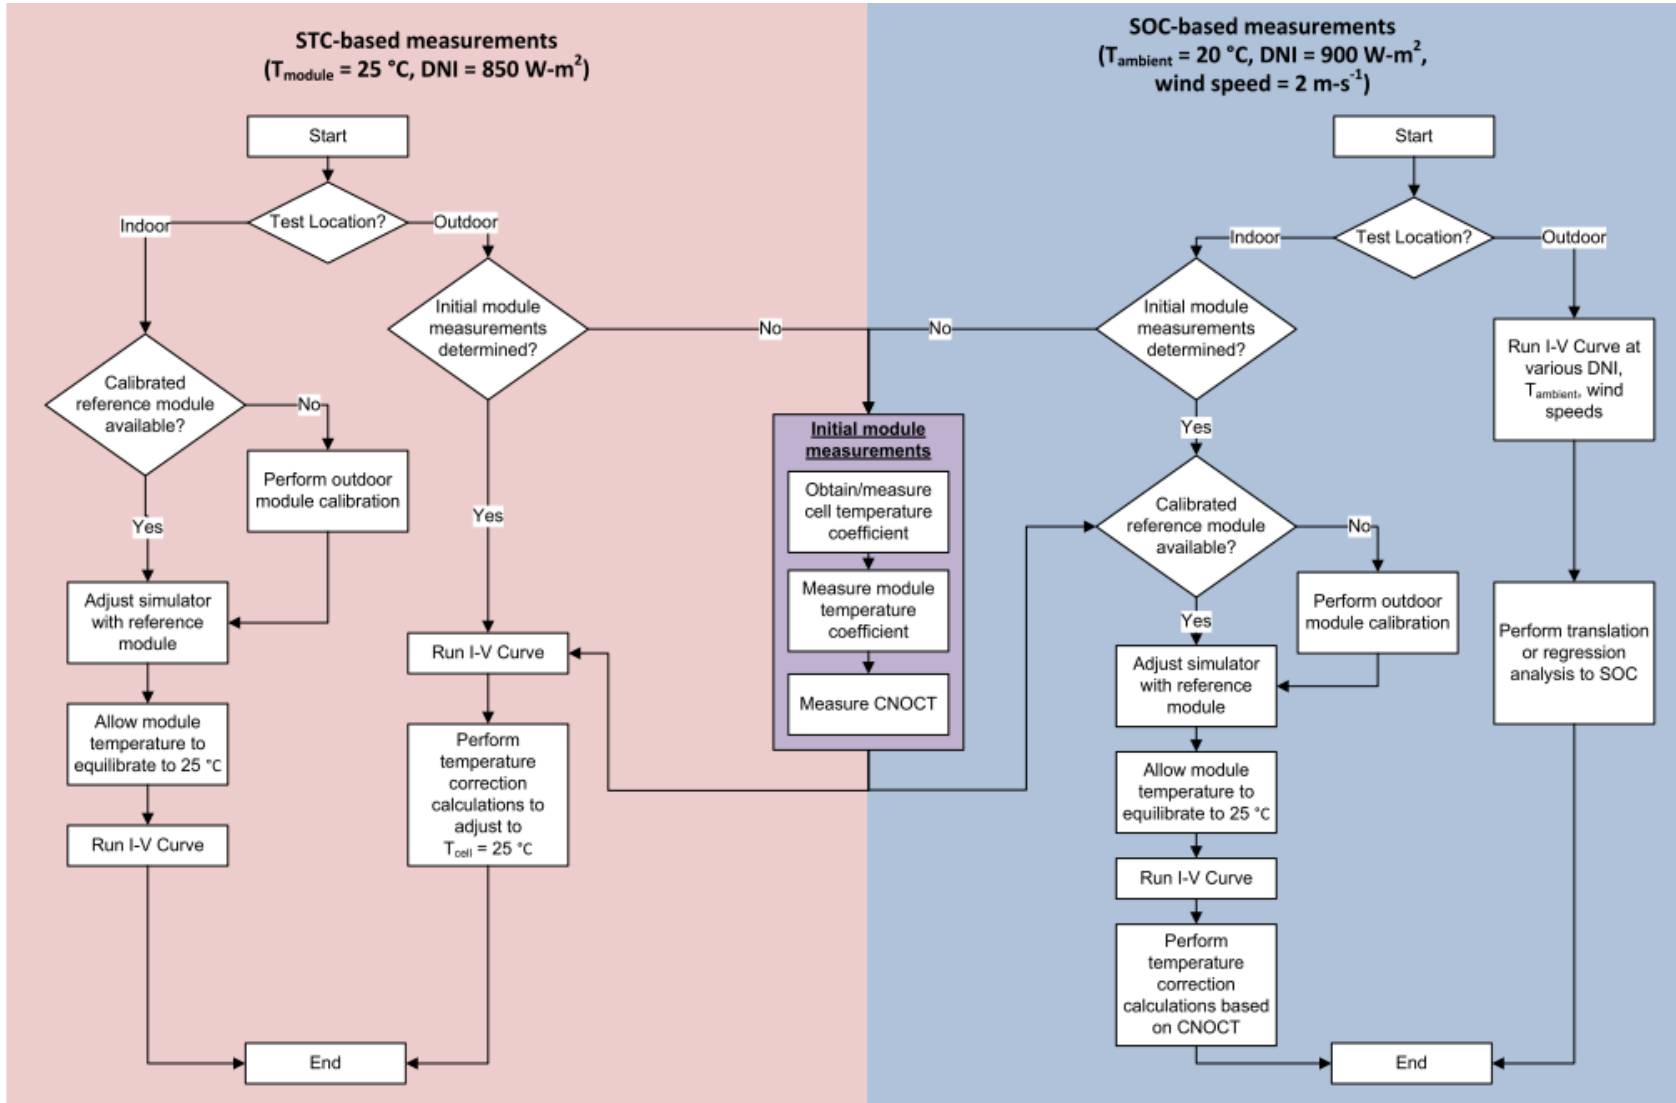 STC-based measurements
(Tmodule = 25 °C, DNI = 850 W-m2)
Start
Test Location?
Indoor
Outdoor
Calibrated
reference module
available?
No
Perform outdoor
module calibration
Yes
Adjust simulator
with reference
module
Allow module
temperature to
equilibrate to 25 °C
Run I-V Curve
Initial module
measurements
determined?
No
Yes
Run I-V Curve
Perform
temperature
correction
calculations to
adjust to
Tcell = 25 °C
End
Initial module
measurements
Obtain/measure
cell temperature
coefficient
Measure module
temperature
coefficient
Measure CNOCT
SOC-based measurements
(Tambient = 20 °C, DNI = 900 W-m2,
wind speed = 2 m-s-1)
Start
Test Location?
Indoor
Outdoor
Initial module
measurements
determined?
No
Yes
Calibrated
reference module
available?
No
Perform outdoor
module calibration
Yes
Adjust simulator
with reference
module
Allow module
temperature to
equilibrate to 25 °C
Run I-V Curve
Perform
temperature
correction
calculations based
on CNOCT
Run I-V Curve at
various DNI,
Tambient, wind
speeds
Perform translation
or regression
analysis to SOC
End